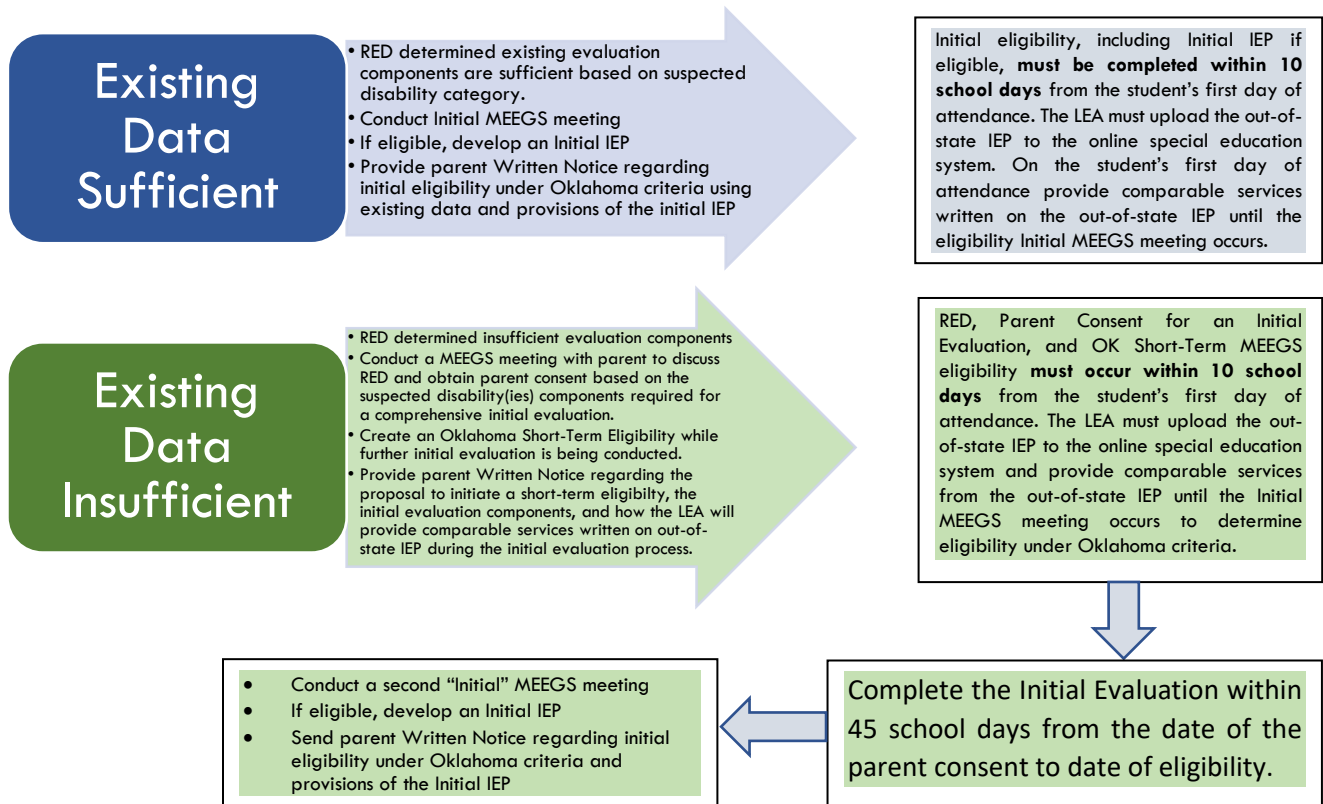 Existing
Data
Sufficient
• RED determined existing evaluation
components are sufficient based on suspected
disability category.
• Conduct Initial MEEGS meeting
• If eligible, develop an Initial IEP
• Provide parent Written Notice regarding
initial eligibility under Oklahoma criteria using
existing data and provisions of the initial IEP
Initial eligibility, including Initial IEP if
eligible, must be completed within 10
school days from the student's first day of
attendance. The LEA must upload the out-of-
state IEP to the online special education
system. On the student's first day of
attendance provide comparable services
written on the out-of-state IEP until the
eligibility Initial MEEGS meeting occurs.
Existing
Data
Insufficient
• RED determined insufficient evaluation components
• Conduct a MEEGS meeting with parent to discuss
RED and obtain parent consent based on the
suspected disability(ies) components required for
a comprehensive initial evaluation.
• Create an Oklahoma Short-Term Eligibility while
further initial evaluation is being conducted.
• Provide parent Written Notice regarding the
proposal to initiate a short-term eligibilty, the
initial evaluation components, and how the LEA will
provide comparable services written on out-of-
state IEP during the initial evaluation process.
RED, Parent Consent for an Initial
Evaluation, and OK Short-Term MEEGS
eligibility must occur within 10 school
days from the student's first day of
attendance. The LEA must upload the out-
of-state IEP to the online special education
system and provide comparable services
from the out-of-state IEP until the Initial
MEEGS meeting occurs to determine
eligibility under Oklahoma criteria.
Complete the Initial Evaluation within
45 school days from the date of the
parent consent to date of eligibility.
• Conduct a second “Initial” MEEGS meeting
• If eligible, develop an Initial IEP
• Send parent Written Notice regarding initial
eligibility under Oklahoma criteria and
provisions of the Initial IEP